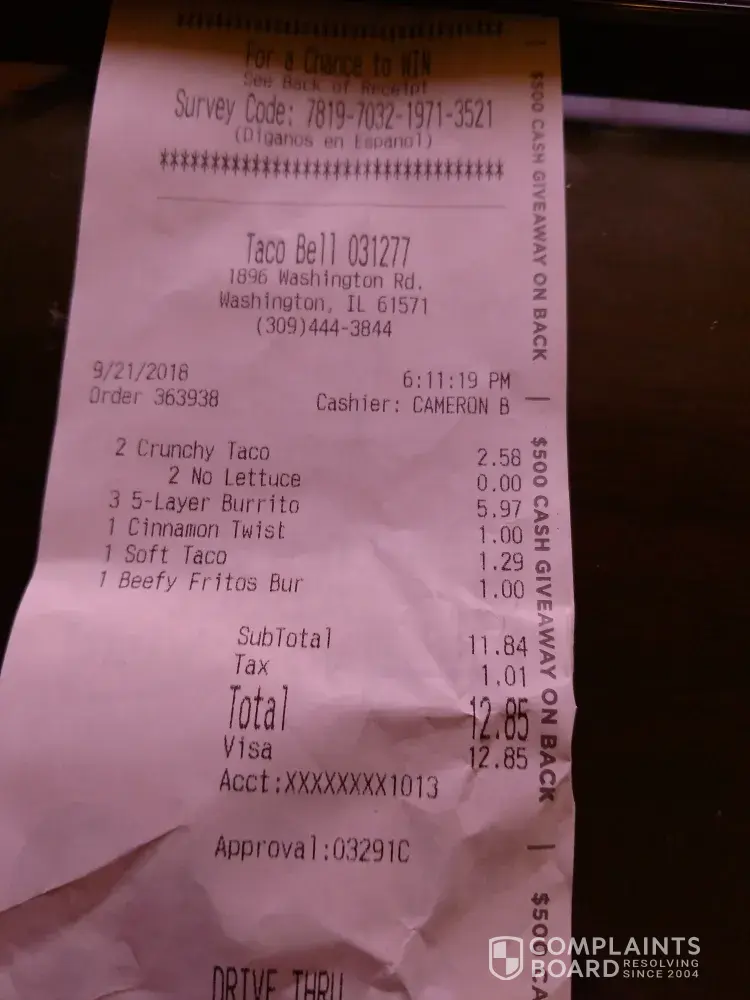 ***********************************
For a Chance to WIN
See Back of Receipt
Survey Code: 7819-7032-1971-3521
(Diganos en Espanol)
***********************************
Taco Bell 031277
1896 Washington Rd.
Washington, IL 61571
(309)444-3844
9/21/2018 6:11:19 PM
Order 363938 Cashier: CAMERON B
2 Crunchy Taco 2.58
2 No Lettuce 0.00
3 5-Layer Burrito 5.97
1 Cinnamon Twist 1.00
1 Soft Taco 1.29
1 Beefy Fritos Bur 1.00
SubTotal 11.84
Tax 1.01
Total 12.85
Visa 12.85
Acct:XXXXXXXX1013
Approval:03291C
DRIVE THRU
| $500 CASH GIVEAWAY ON BACK | $500 CASH GIVEAWAY ON BACK | $500 CA
COMPLAINTS
BOARD RESOLVING
SINCE 2004